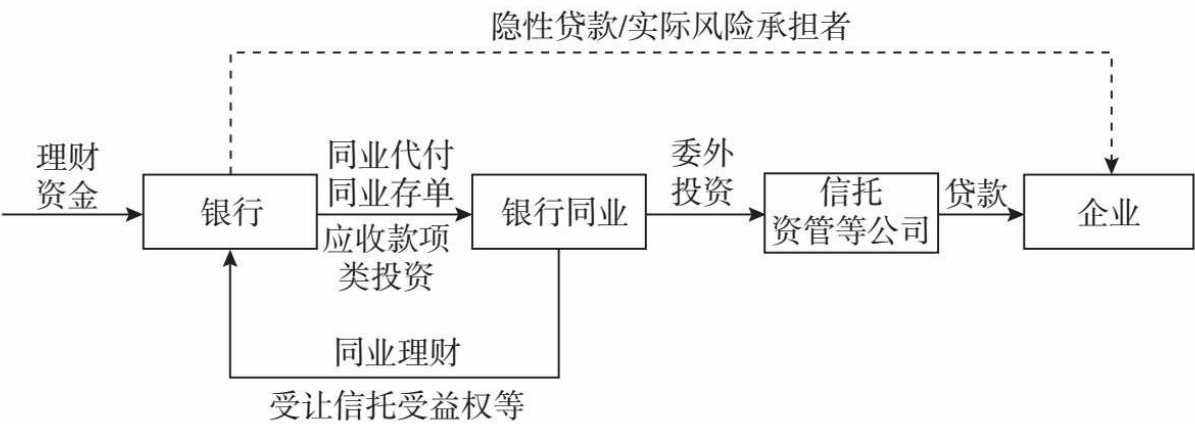 隐性贷款/实际风险承担者
理财
资金
银行
同业代付
同业存单
应收款项
类投资
银行同业
委外
投资
信托
资管等公司
贷款
企业
同业理财
受让信托受益权等